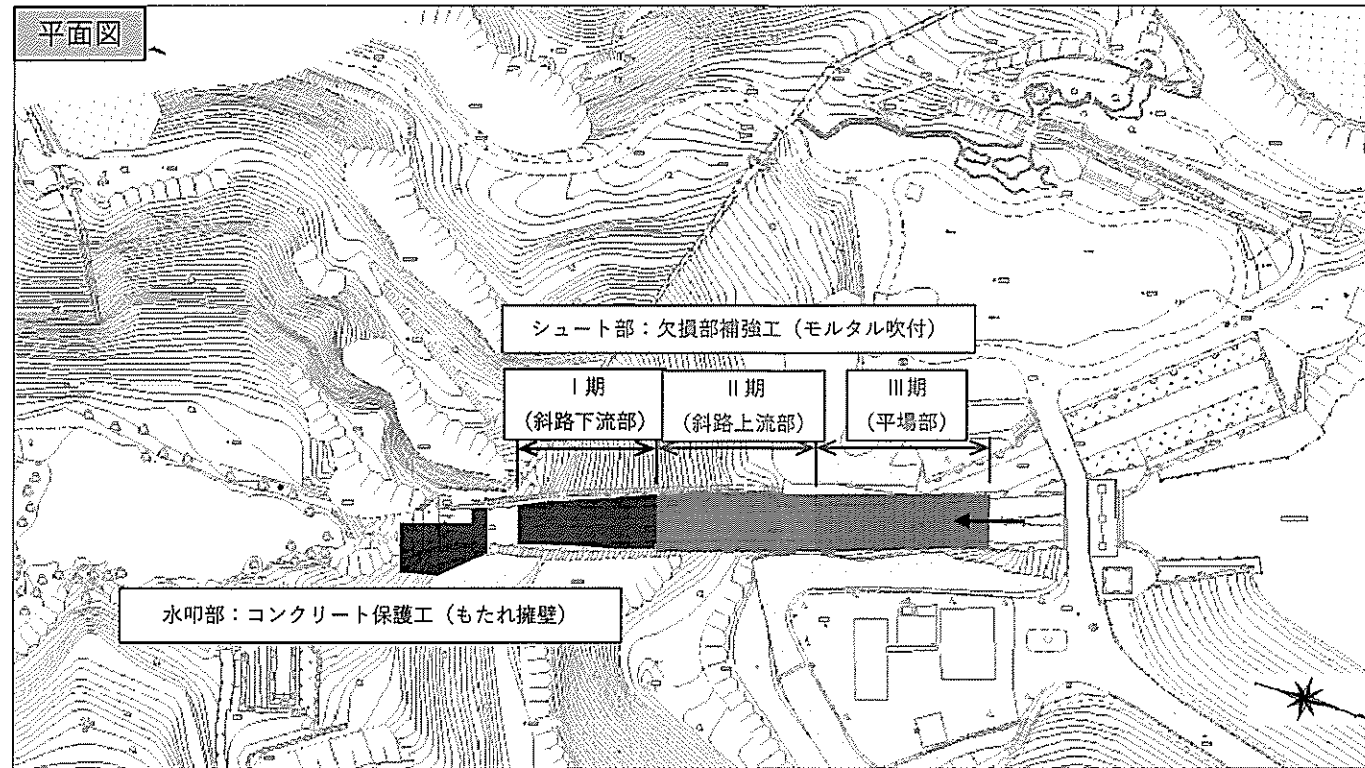 平面図
シュート部：欠損部補強工（モルタル吹付）
Ⅰ期
（斜路下流部）
Ⅱ期
（斜路上流部）
Ⅲ期
（平場部）
水叩部：コンクリート保護工（もたれ擁壁）